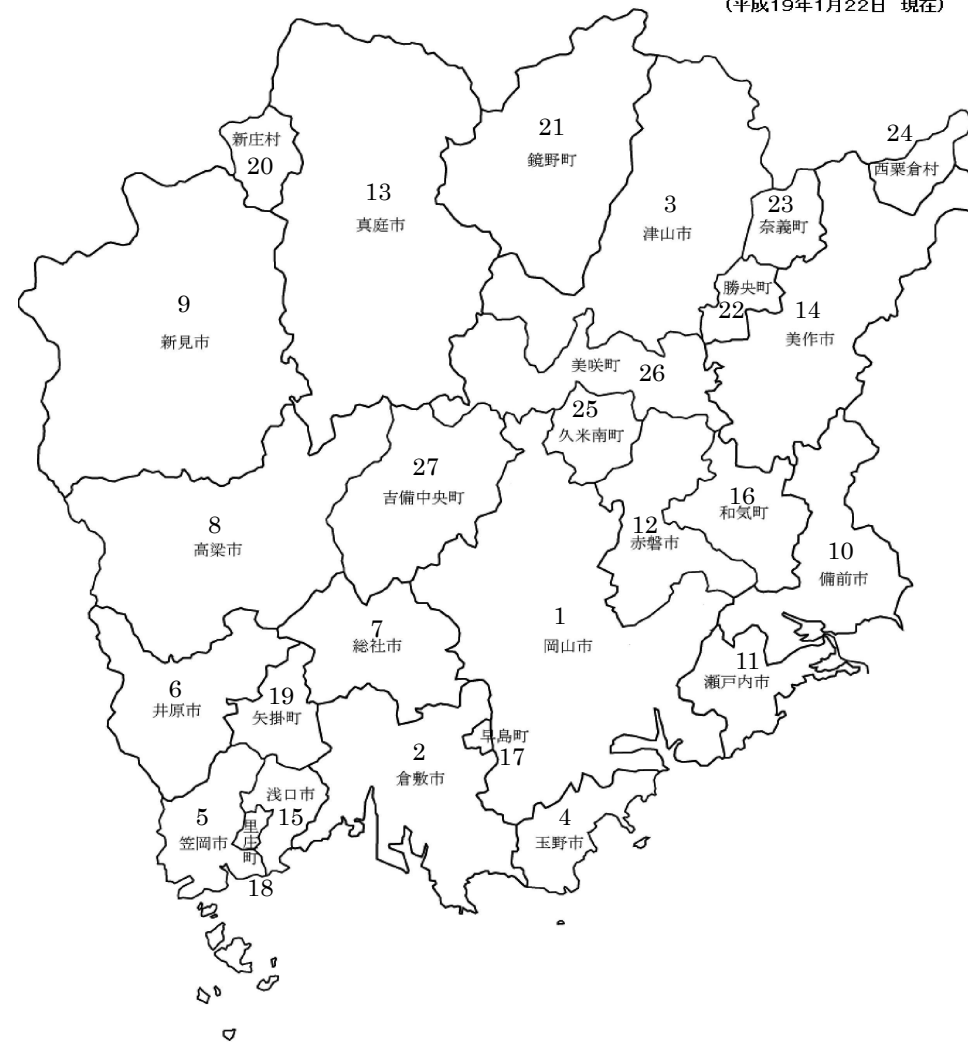 (平成19年1月22日 現在)
21
鏡野町
24
西粟倉村
新庄村
20
13
真庭市
3
津山市
23
奈義町
9
新見市
勝央町
22
14
美作市
美咲町
26
25
久米南町
27
吉備中央町
16
和気町
8
高梁市
12
赤磐市
10
備前市
1
岡山市
7
総社市
11
瀬戸内市
6
井原市
19
矢掛町
2
倉敷市
早島町
17
浅口市
15
5
笠岡市
里庄町
18
4
玉野市